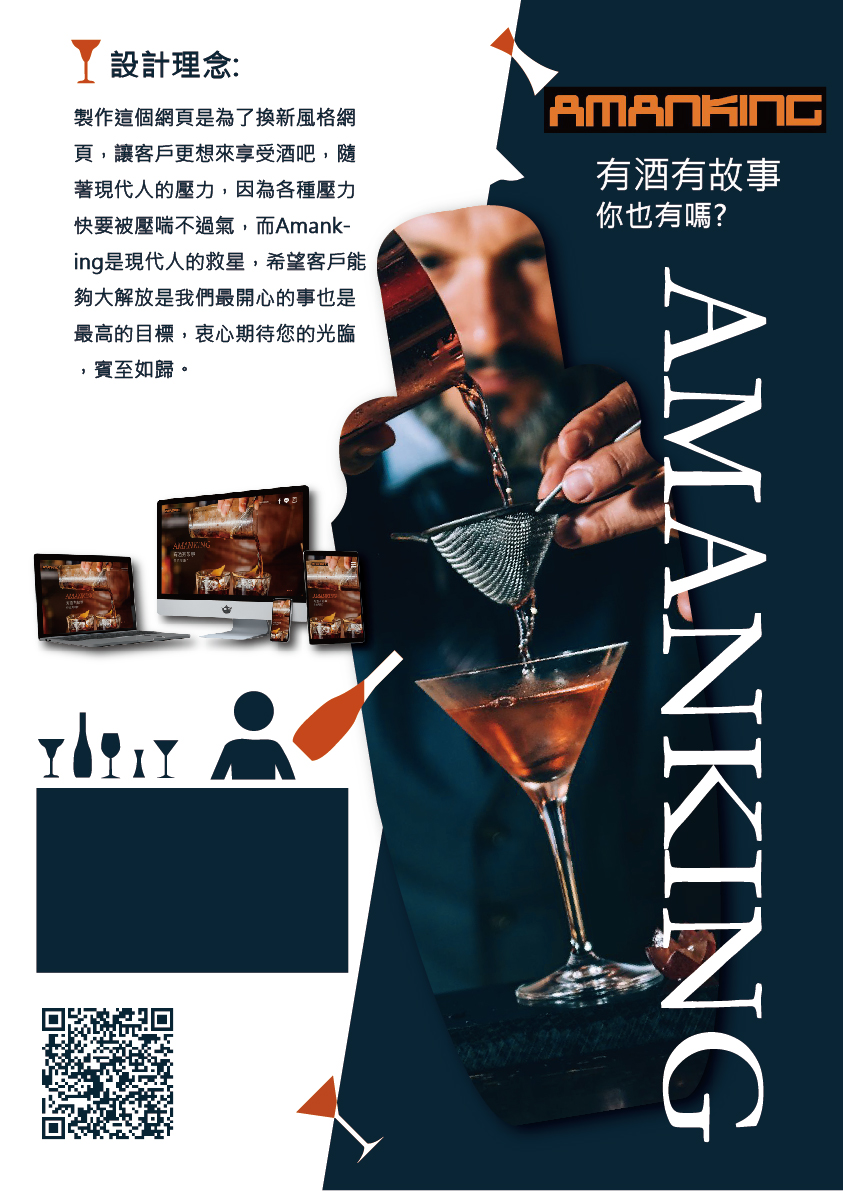 設計理念:
製作這個網頁是為了換新風格網
頁，讓客戶更想來享受酒吧，隨
著現代人的壓力，因為各種壓力
快要被壓喘不過氣，而Amank-
ing是現代人的救星，希望客戶能
夠大解放是我們最開心的事也是
最高的目標，衷心期待您的光臨
，賓至如歸。
AMANKING
有酒有故事
你也有嗎?
AMANKING
AMANKING